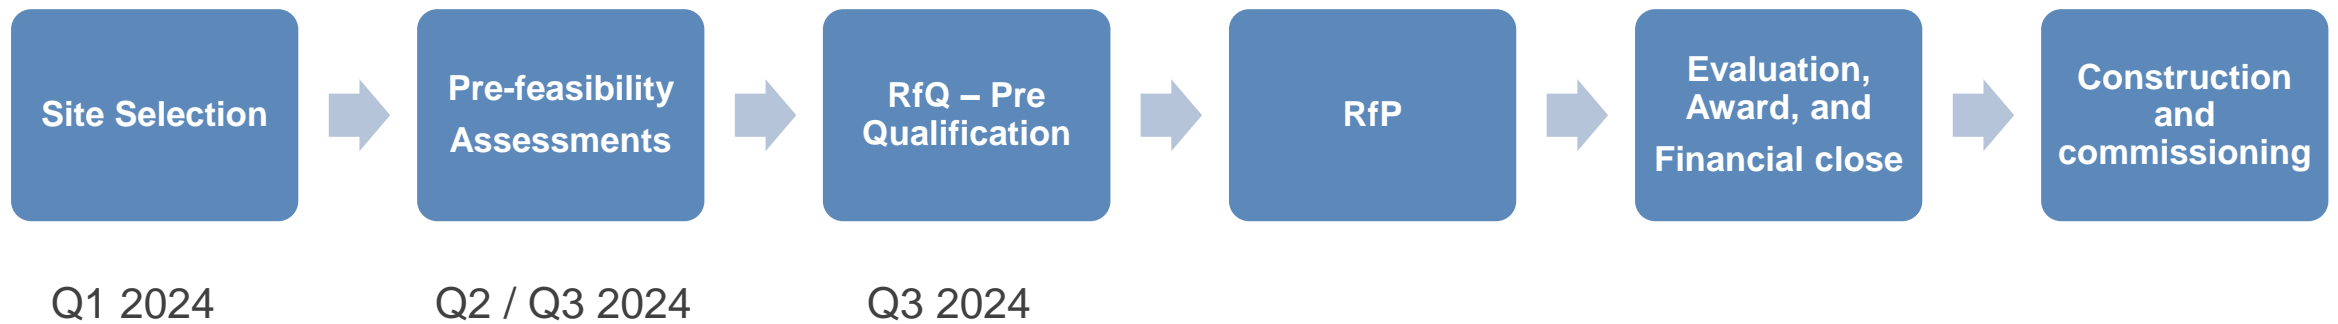 Site Selection
Pre-feasibility
Assessments
RfQ – Pre
Qualification
RfP
Evaluation,
Award, and
Financial close
Construction
and
commissioning
Q1 2024
Q2 / Q3 2024
Q3 2024